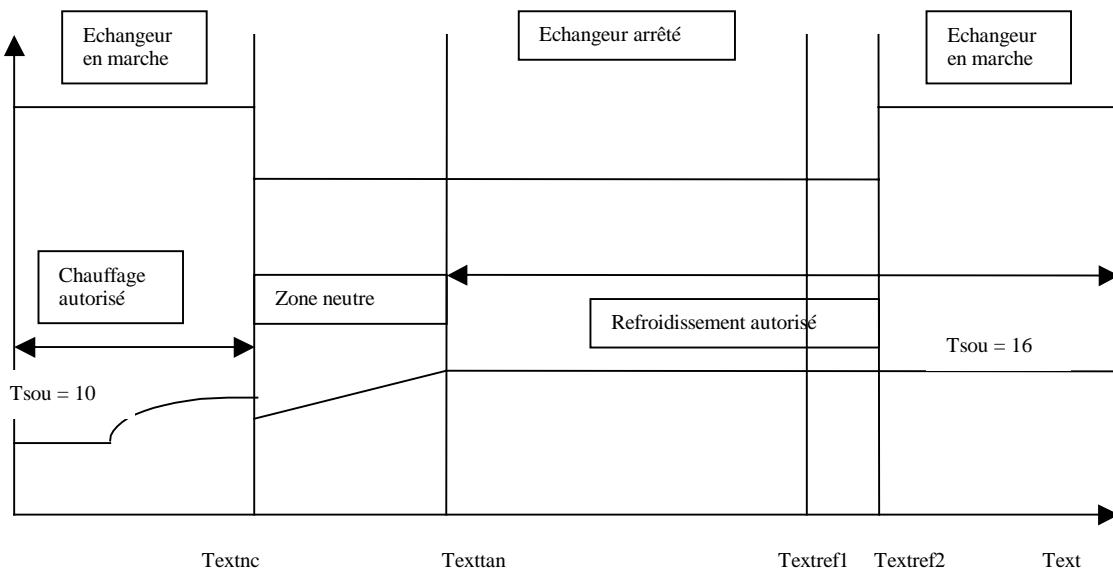 Echangeur
en marche
Echangeur arrêté
Echangeur
en marche
Chauffage
autorisé
Zone neutre
Refroidissement autorisé
Tsou = 16
Tsou = 10
Textnc
Texttan
Textref1
Textref2
Text